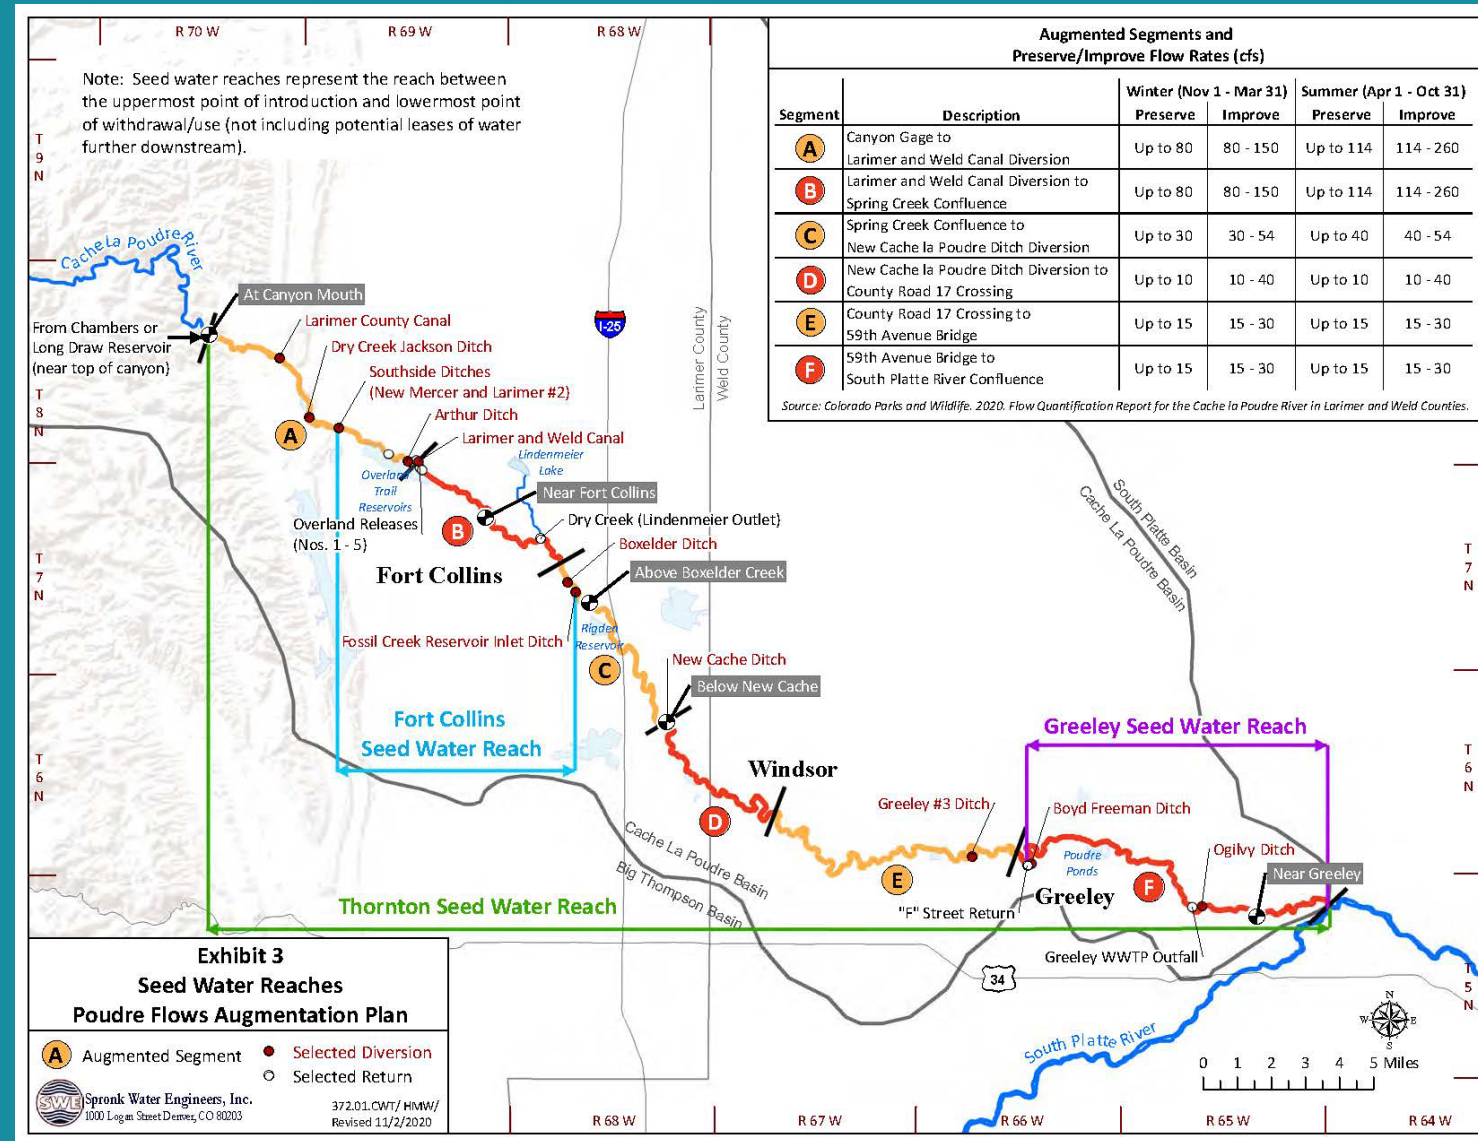 R 70 W
R 69 W
R 68 W
Note: Seed water reaches represent the reach between
the uppermost point of introduction and lowermost point
of withdrawal/use (not including potential leases of water
further downstream).
Augmented Segments and
Preserve/Improve Flow Rates (cfs)
Winter (Nov 1 - Mar 31) Summer (Apr 1 - Oct 31)
Segment Description Preserve Improve Preserve Improve
A Canyon Gage to
Larimer and Weld Canal Diversion Up to 80 80 - 150 Up to 114 114 - 260
B Larimer and Weld Canal Diversion to
Spring Creek Confluence Up to 80 80 - 150 Up to 114 114 - 260
C Spring Creek Confluence to
New Cache la Poudre Ditch Diversion Up to 30 30 - 54 Up to 40 40 - 54
D New Cache la Poudre Ditch Diversion to
County Road 17 Crossing Up to 10 10 - 40 Up to 10 10 - 40
E County Road 17 Crossing to
59th Avenue Bridge Up to 15 15 - 30 Up to 15 15 - 30
F 59th Avenue Bridge to
South Platte River Confluence Up to 15 15 - 30 Up to 15 15 - 30
Source: Colorado Parks and Wildlife. 2020. Flow Quantification Report for the Cache la Poudre River in Larimer and Weld Counties.
T
9
N
Cache la Poudre River
At Canyon Mouth
From Chambers or
Long Draw Reservoir
(near top of canyon)
Larimer County Canal
Dry Creek Jackson Ditch
Southside Ditches
(New Mercer and Larimer #2)
Arthur Ditch
Larimer and Weld Canal
I-25
Larimer County
Weld County
T
8
N
A
Overland
Trail
Reservoirs
Lindenmeier
Lake
Near Fort Collins
Overland Releases
(Nos. 1 - 5)
B
Dry Creek (Lindenmeier Outlet)
Boxelder Ditch
Fort Collins
Above Boxelder Creek
South Platte Basin
Cache La Poudre Basin
T
7
N
T
7
N
Rigden
Reservoir
Fossil Creek Reservoir Inlet Ditch
C
New Cache Ditch
Below New Cache
Fort Collins
Seed Water Reach
Greeley Seed Water Reach
T
6
N
T
6
N
Windsor
D
Greeley #3 Ditch
Boyd Freeman Ditch
Cache La Poudre Basin
Big Thompson Basin
E
Poudre
Ponds
F
Ogilvy Ditch
Near Greeley
Greeley
"F" Street Return
Thornton Seed Water Reach
Greeley WWTP Outfall
34
T
5
N
South Platte River
N
W
E
S
0 1 2 3 4 5 Miles
Exhibit 3
Seed Water Reaches
Poudre Flows Augmentation Plan
A Augmented Segment
Selected Diversion
Selected Return
SWE
Spronk Water Engineers, Inc.
1000 Logan Street Denver, CO 80203
372.01.CWT/ HMW/
Revised 11/2/2020
R 68 W
R 67 W
R 66 W
R 65 W
R 64 W